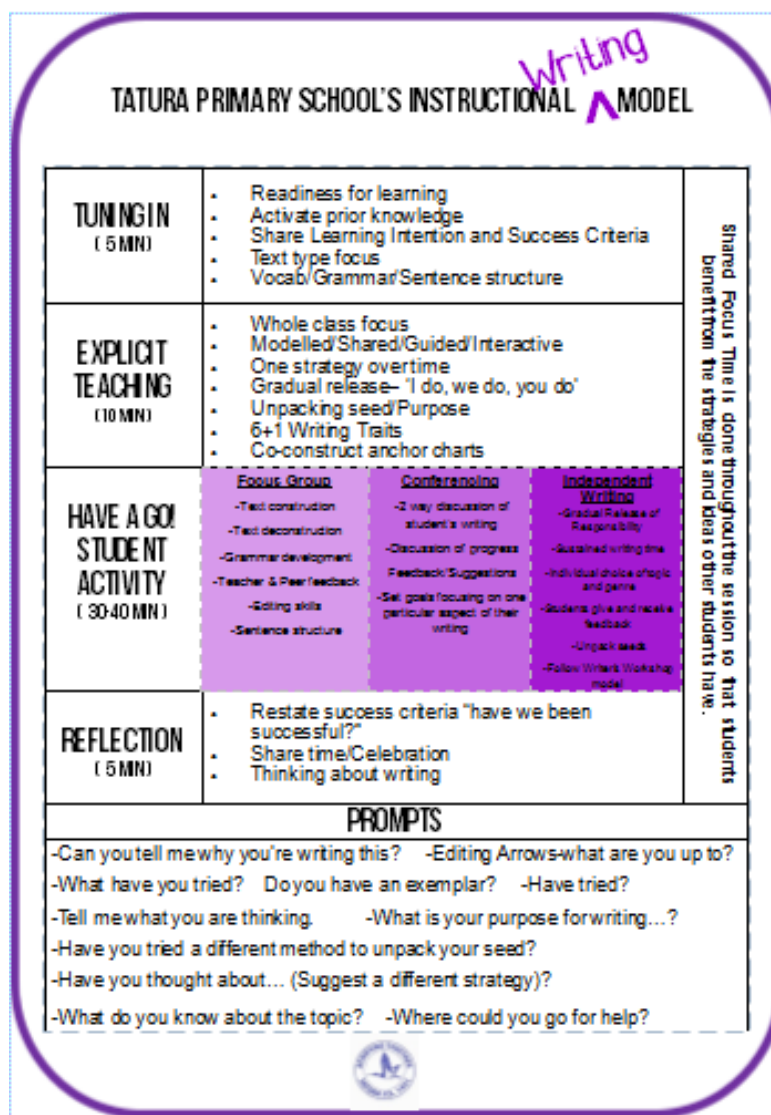 Writing
TATURA PRIMARY SCHOOL'S INSTRUCTIONAL ^ MODEL
TUNING IN
( 5 MIN)
• Readiness for learning
• Activate prior knowledge
• Share Learning Intention and Success Criteria
• Text type focus
• Vocab/Grammar/Sentence structure
EXPLICIT
TEACHING
(10 MIN)
• Whole class focus
• Modelled/Shared/Guided/Interactive
• One strategy over time
• Gradual release– "I do, we do, you do"
• Unpacking seed/Purpose
• 6+1 Writing Traits
• Co-construct anchor charts
HAVE A GO!
STUDENT
ACTIVITY
( 30-40 MIN)
Focus Group
-Text construction
-Text deconstruction
-Grammar development
-Teacher & Peer feedback
-Editing skills
-Sentence structure
Conferencing
-2 way discussion of
student's writing
-Discussion of progress
Feedback/Suggestions
-Set goals focusing on one
particular aspect of their
writing
Independent
Writing
-Gradual Release of
Responsibility
-Sustained writing time
-Individual choice of topic
and genre
-Students give and receive
feedback
-Unpack seeds
-Follow Writer's Workshop
model
REFLECTION
( 5 MIN)
• Restate success criteria "have we been
successful?"
• Share time/Celebration
• Thinking about writing
Shared Focus Time is done throughout the session so that students
benefit from the strategies and ideas other students have.
PROMPTS
-Can you tell me why you're writing this? -Editing Arrows-what are you up to?
-What have you tried? Do you have an exemplar? -Have tried?
-Tell me what you are thinking. -What is your purpose for writing…?
-Have you tried a different method to unpack your seed?
-Have you thought about… (Suggest a different strategy)?
-What do you know about the topic? -Where could you go for help?